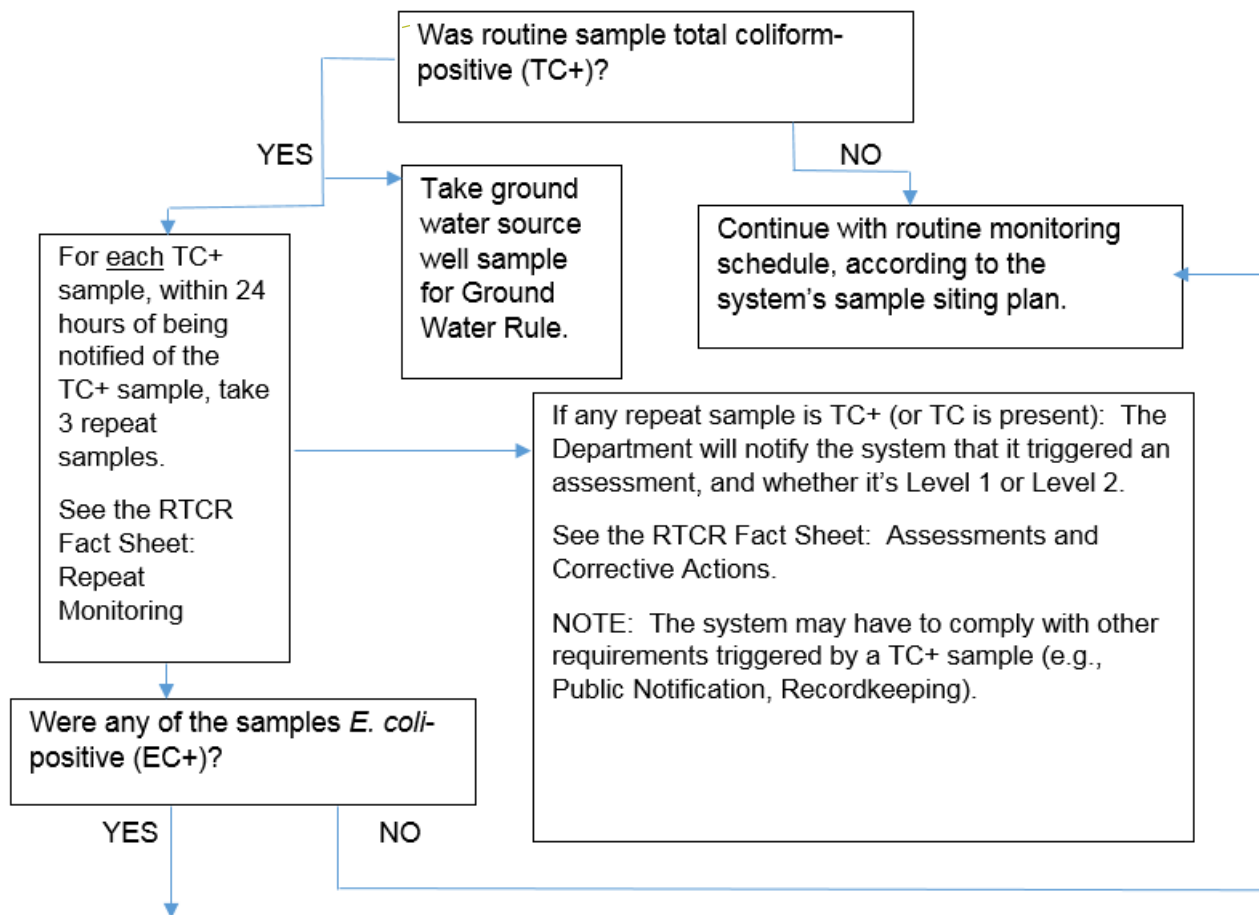 Was routine sample total coliform-
positive (TC+)?
YES
NO
Take ground
water source
well sample
for Ground
Water Rule.
Continue with routine monitoring
schedule, according to the
system's sample siting plan.
For each TC+
sample, within 24
hours of being
notified of the
TC+ sample, take
3 repeat
samples.
See the RTCR
Fact Sheet:
Repeat
Monitoring
If any repeat sample is TC+ (or TC is present):  The
Department will notify the system that it triggered an
assessment, and whether it's Level 1 or Level 2.
See the RTCR Fact Sheet:  Assessments and
Corrective Actions.
NOTE:  The system may have to comply with other
requirements triggered by a TC+ sample (e.g.,
Public Notification, Recordkeeping).
Were any of the samples E. coli-
positive (EC+)?
YES
NO